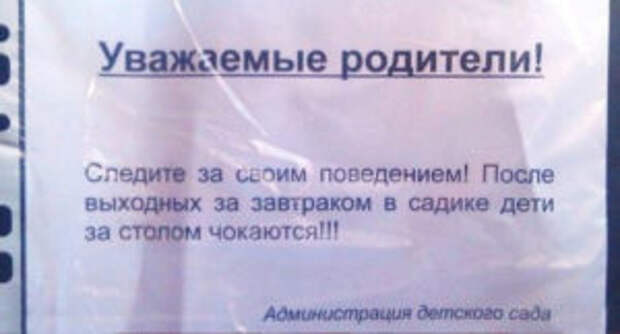 Уважаемые родители!
Следите за своим поведением! После
выходных за завтраком в садике дети
за столом чокаются!!!
Администрация детского сада